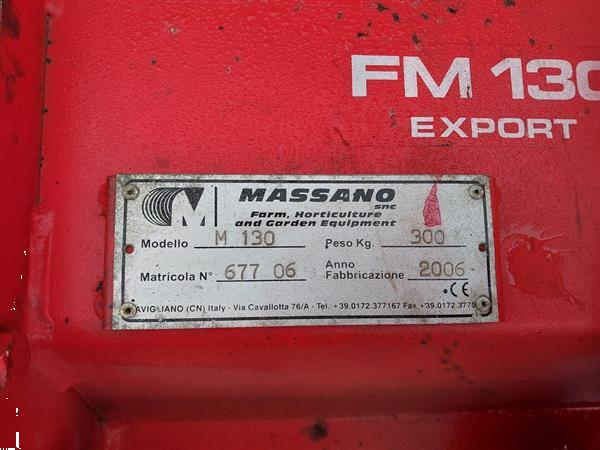 FM 130
EXPORT
M MASSANO
snc
Farm, Horticulture
and Garden Equipment
Modello M 130 Peso Kg. 300
Matricola N° 677 06 Anno Fabbricazione 2006
CE
AVIGLIANO (CN) Italy - Via Cavallotta 76/A - Tel. +39.0172.377167 Fax +39.0172.3770